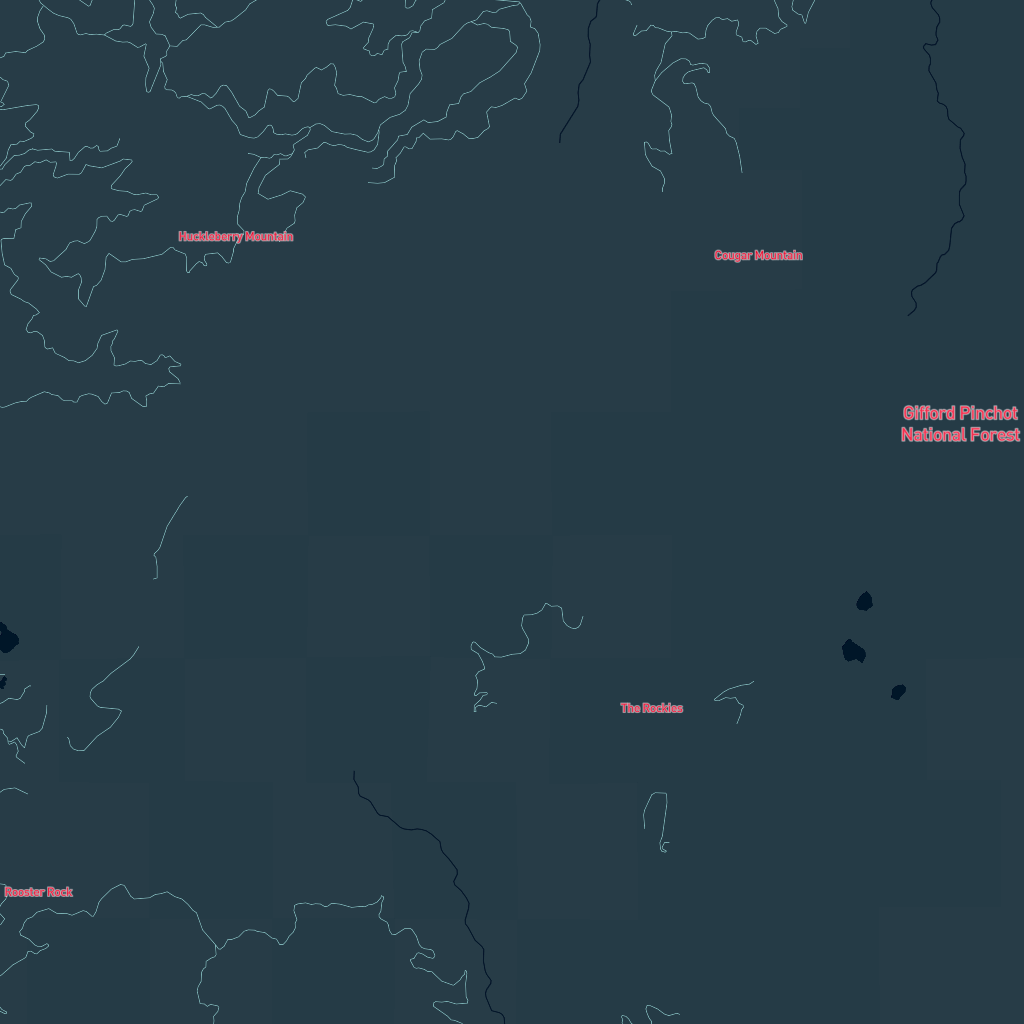 Huckleberry Mountain
Cougar Mountain
Gifford Pinchot
National Forest
The Rockies
Rooster Rock